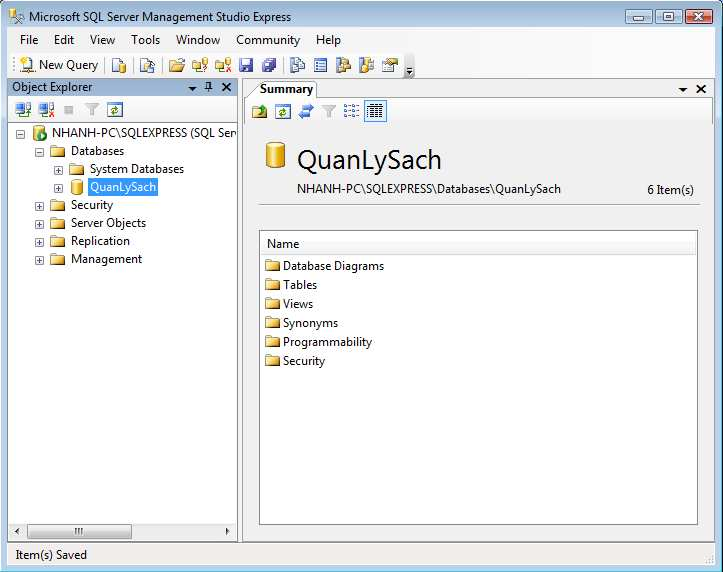 Microsoft SQL Server Management Studio Express
File Edit View Tools Window Community Help
New Query
Object Explorer
NHANH-PC\SQLEXPRESS (SQL Ser
Databases
System Databases
QuanLySach
Security
Server Objects
Replication
Management
Summary
QuanLySach
NHANH-PC\SQLEXPRESS\Databases\QuanLySach 6 Item(s)
Name
Database Diagrams
Tables
Views
Synonyms
Programmability
Security
Item(s) Saved